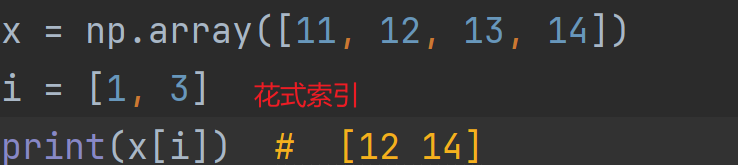 x = np.array([11, 12, 13, 14])
i = [1, 3] 花式索引
print(x[i]) # [12 14]